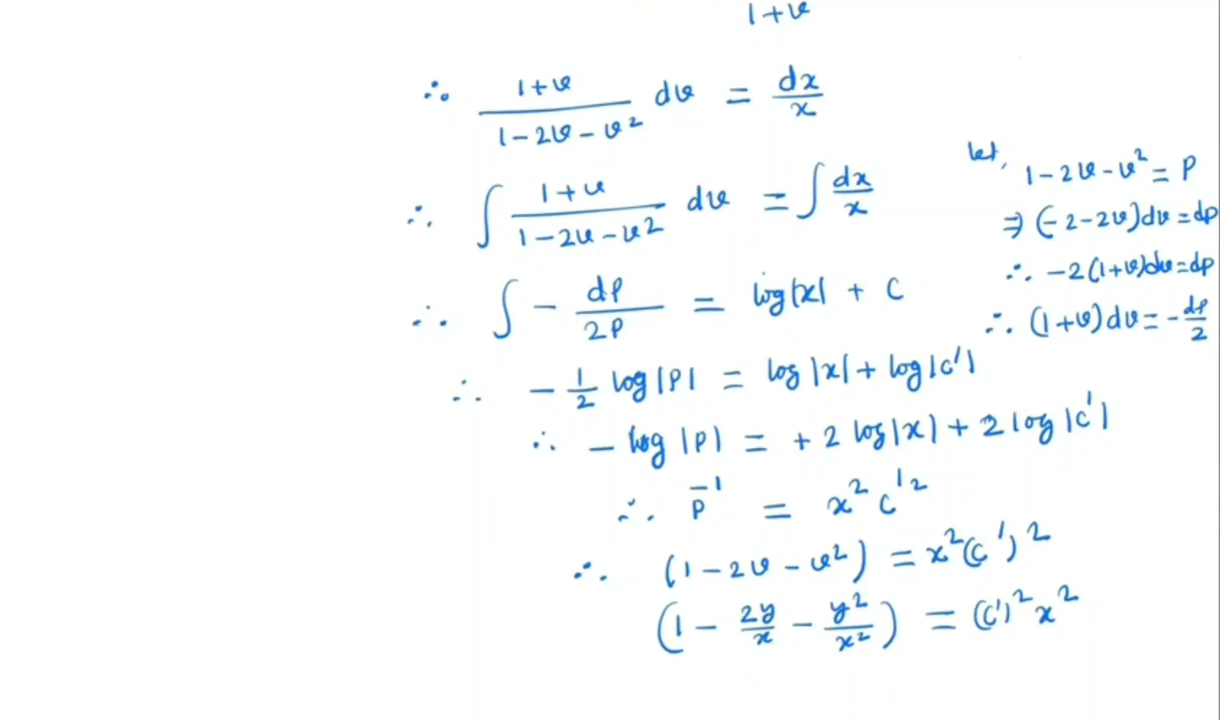 1+v
∴ (1+v)/(1-2v-v²) dv = dx/x
∴ ∫ (1+v)/(1-2v-v²) dv = ∫ dx/x
let, 1-2v-v² = P
⇒ (-2-2v)dv = dp
∴ -2(1+v)dv = dp
∴ (1+v)dv = -dp/2
∴ ∫ - dp/2P = log|x| + C
∴ -1/2 log|P| = log|x| + log|c'|
∴ - log|P| = + 2 log|x| + 2 log|c'|
∴ P⁻¹ = x² c'²
∴ (1-2v-v²) = x²(c')²
(1 - 2y/x - y²/x²) = (c')² x²